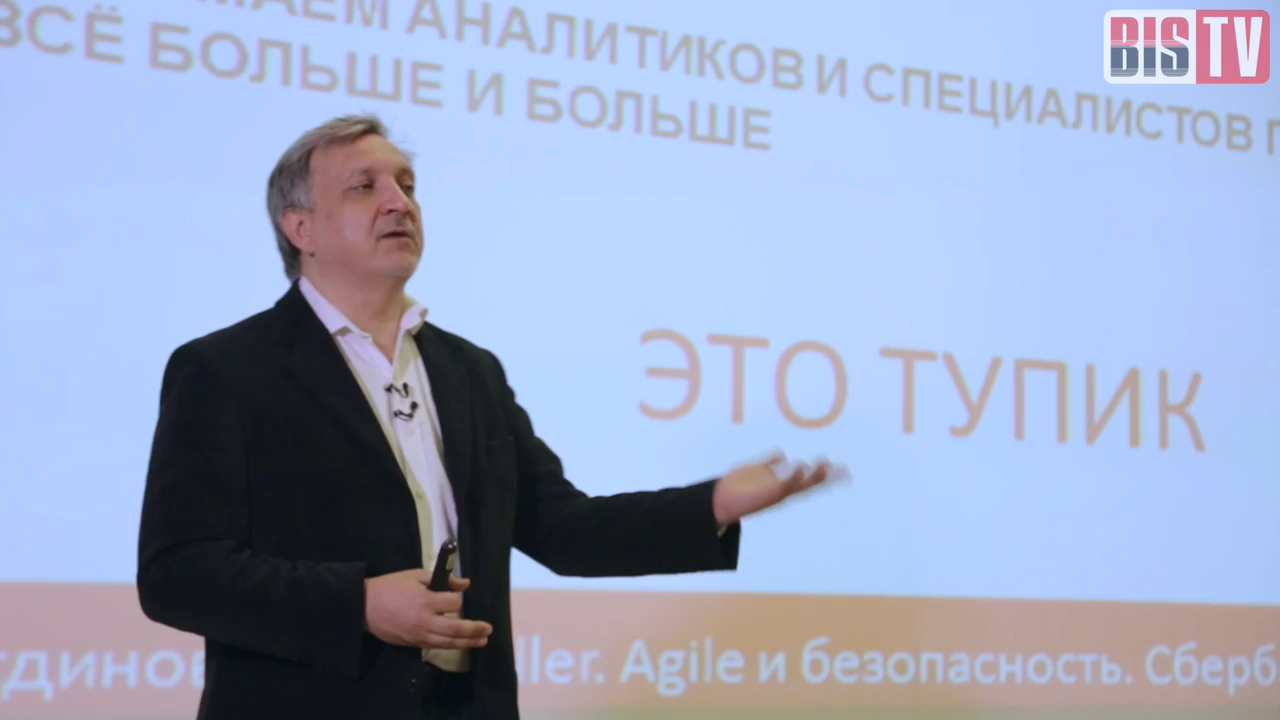 АНАЛИТИКОВ И СПЕЦИАЛИСТОВ
ВСЁ БОЛЬШЕ И БОЛЬШЕ
BIS TV
ЭТО ТУПИК
Agile и безопасность.